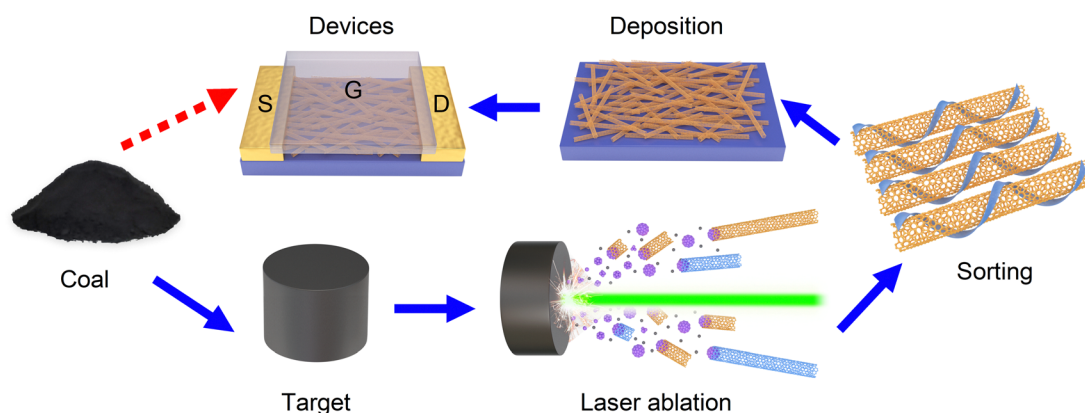 Devices
Deposition
S
G
D
Coal
Sorting
Target
Laser ablation